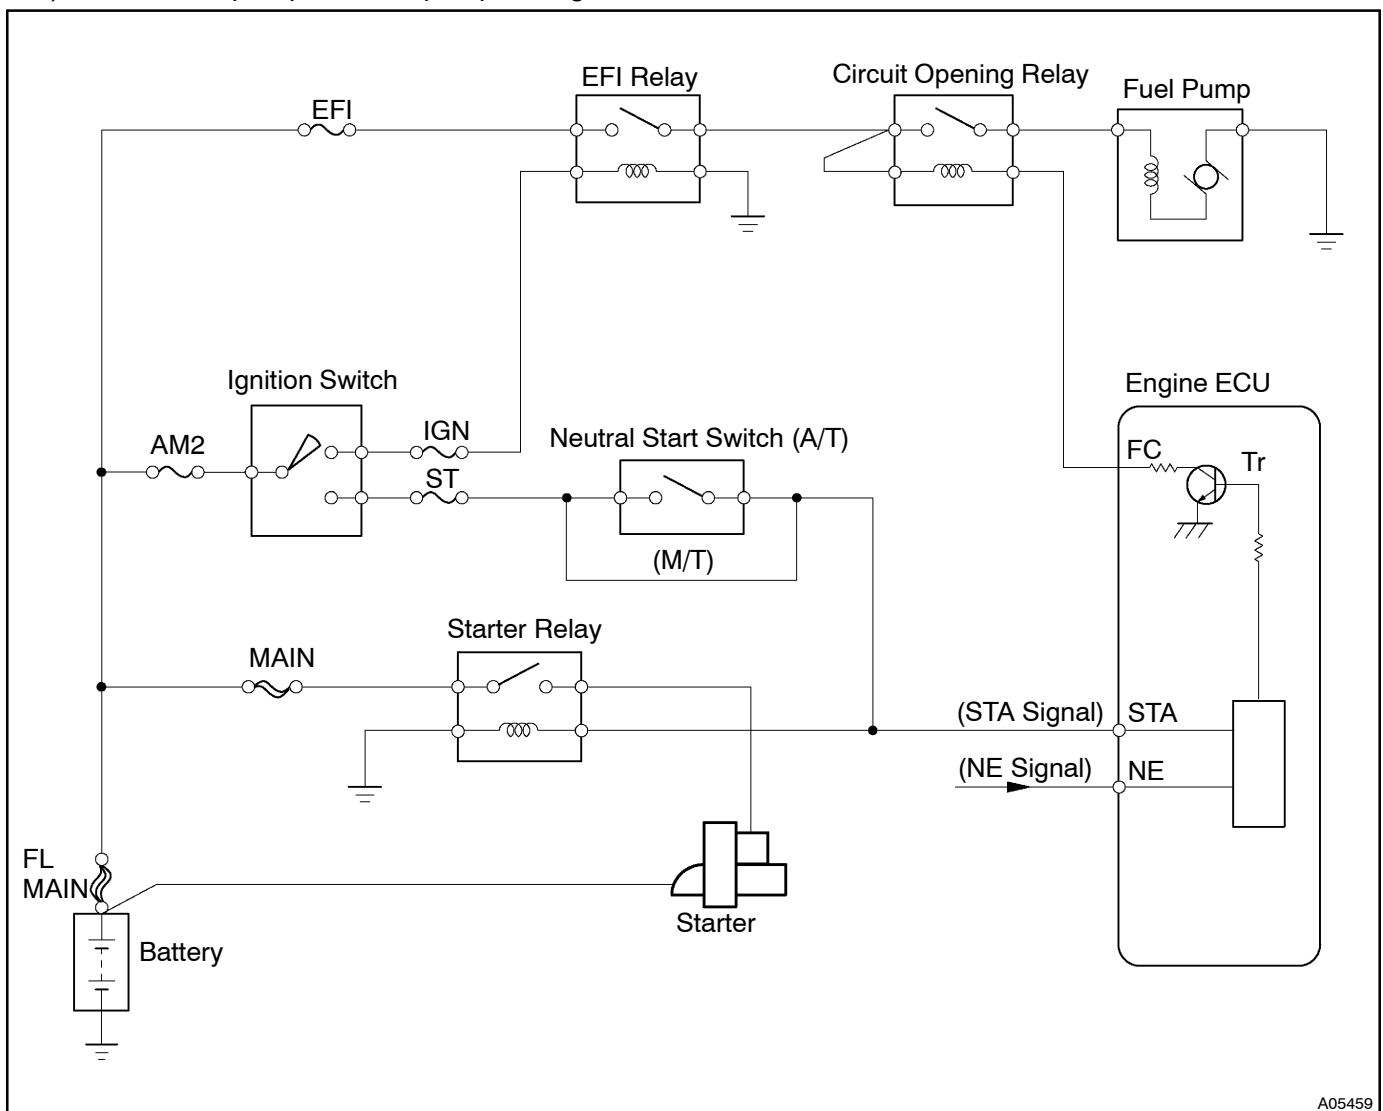 EFI Relay
Circuit Opening Relay
Fuel Pump
EFI
Ignition Switch
Engine ECU
AM2
IGN
Neutral Start Switch (A/T)
FC
Tr
ST
(M/T)
Starter Relay
MAIN
(STA Signal)
STA
(NE Signal)
NE
FL
MAIN
Starter
Battery
A05459